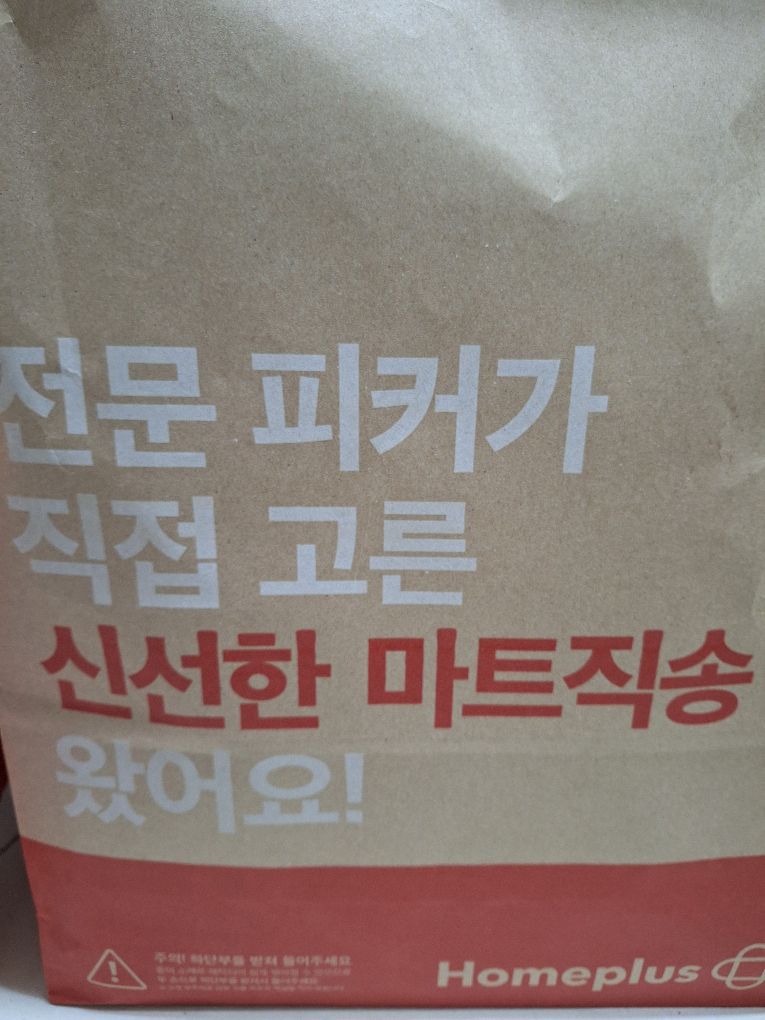 전문 피커가
직접 고른
신선한 마트직송
왔어요!
주의! 하단부를 받쳐 들어주세요
Homeplus